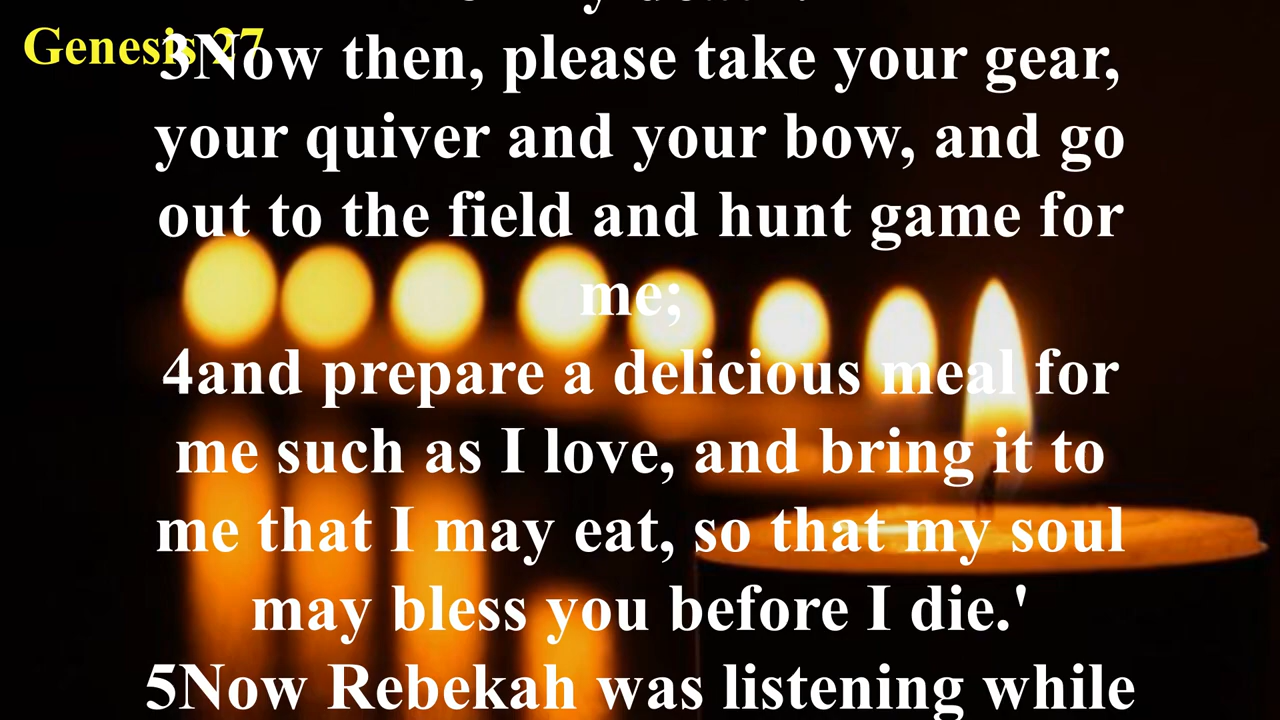 Genesis 27
3Now then, please take your gear,
your quiver and your bow, and go
out to the field and hunt game for
me;
4and prepare a delicious meal for
me such as I love, and bring it to
me that I may eat, so that my soul
may bless you before I die.'
5Now Rebekah was listening while